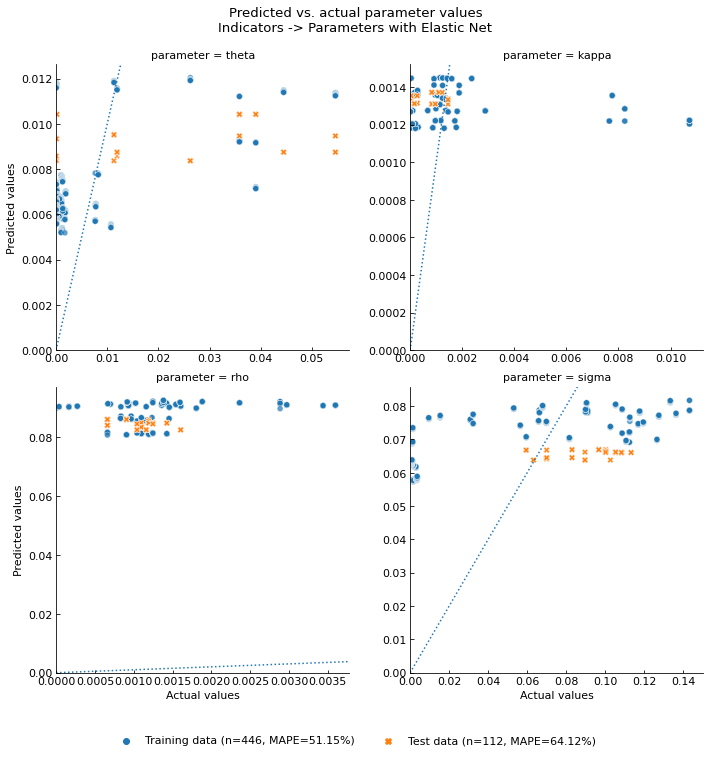 Predicted vs. actual parameter values
Indicators -> Parameters with Elastic Net
parameter = theta
0.012
0.010
0.008
0.006
0.004
0.002
0.000
Predicted values
0.00 0.01 0.02 0.03 0.04 0.05
parameter = kappa
0.0014
0.0012
0.0010
0.0008
0.0006
0.0004
0.0002
0.0000
0.000 0.002 0.004 0.006 0.008 0.010
parameter = rho
0.08
0.06
0.04
0.02
0.00
Predicted values
0.0000 0.0005 0.0010 0.0015 0.0020 0.0025 0.0030 0.0035
Actual values
parameter = sigma
0.08
0.07
0.06
0.05
0.04
0.03
0.02
0.01
0.00
0.00 0.02 0.04 0.06 0.08 0.10 0.12 0.14
Actual values
Training data (n=446, MAPE=51.15%)
Test data (n=112, MAPE=64.12%)